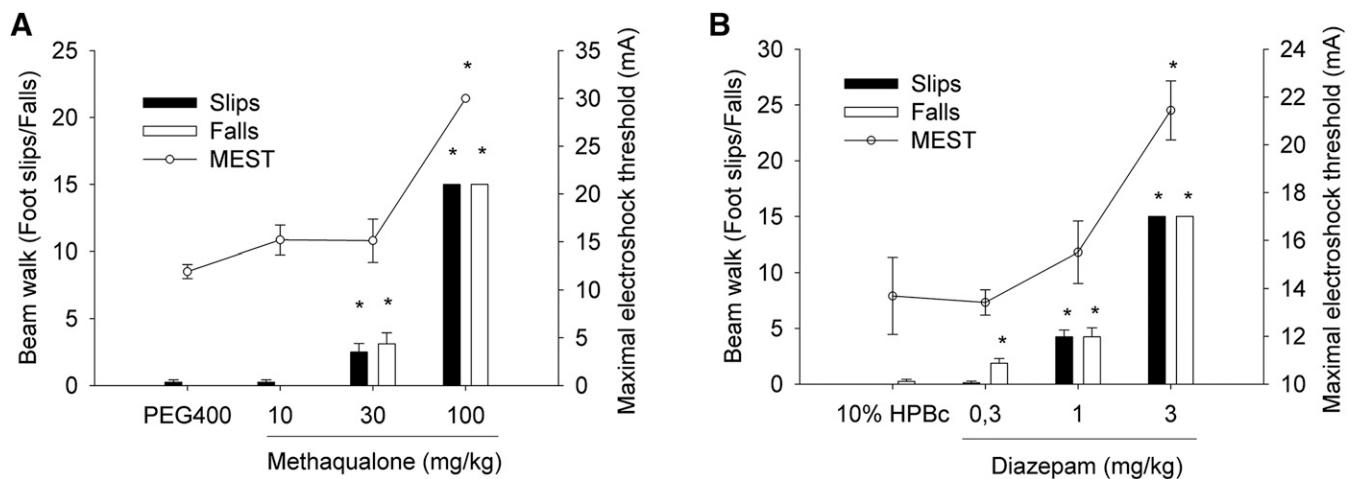 A
Beam walk (Foot slips/Falls)
25
20
15
10
5
0
Slips
Falls
MEST
* 
* *
* *
35
30
25
20
15
10
5
0
Maximal electroshock threshold (mA)
PEG400 10 30 100
Methaqualone (mg/kg)
B
Beam walk (Foot slips/Falls)
30
25
20
15
10
5
0
Slips
Falls
MEST
*
* *
* *
*
24
22
20
18
16
14
12
10
Maximal electroshock threshold (mA)
10% HPBc 0,3 1 3
Diazepam (mg/kg)